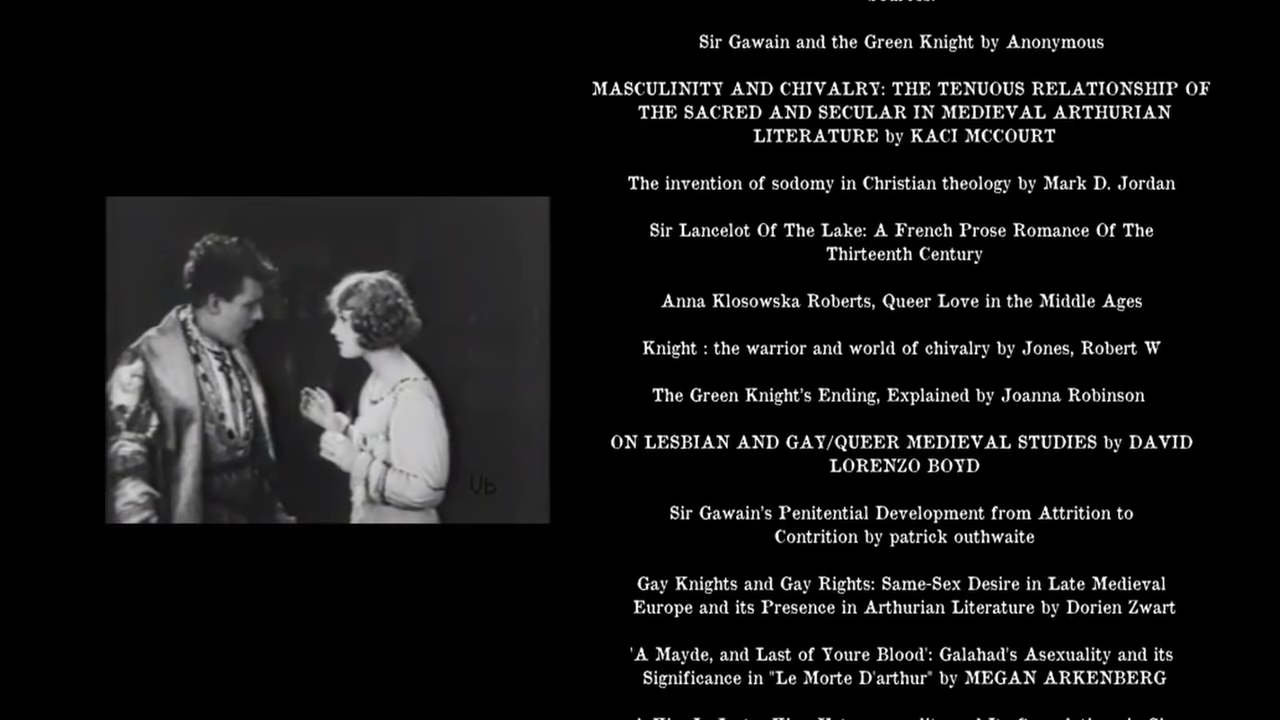 Sir Gawain and the Green Knight by Anonymous
MASCULINITY AND CHIVALRY: THE TENUOUS RELATIONSHIP OF
THE SACRED AND SECULAR IN MEDIEVAL ARTHURIAN
LITERATURE by KACI MCCOURT
The invention of sodomy in Christian theology by Mark D. Jordan
Sir Lancelot Of The Lake: A French Prose Romance Of The
Thirteenth Century
Anna Klosowska Roberts, Queer Love in the Middle Ages
Knight : the warrior and world of chivalry by Jones, Robert W
The Green Knight's Ending, Explained by Joanna Robinson
ON LESBIAN AND GAY/QUEER MEDIEVAL STUDIES by DAVID
LORENZO BOYD
Sir Gawain's Penitential Development from Attrition to
Contrition by patrick outhwaite
Gay Knights and Gay Rights: Same-Sex Desire in Late Medieval
Europe and its Presence in Arthurian Literature by Dorien Zwart
'A Mayde, and Last of Youre Blood': Galahad's Asexuality and its
Significance in "Le Morte D'arthur" by MEGAN ARKENBERG